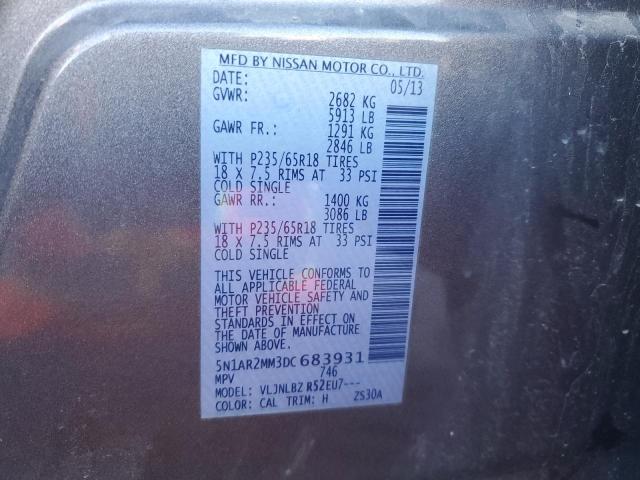 MFD BY NISSAN MOTOR CO., LTD.
DATE: 05/13
GVWR: 2682 KG
5913 LB
GAWR FR.: 1291 KG
2846 LB
WITH P235/65R18 TIRES
18 X 7.5 RIMS AT 33 PSI
COLD SINGLE
GAWR RR.: 1400 KG
3086 LB
WITH P235/65R18 TIRES
18 X 7.5 RIMS AT 33 PSI
COLD SINGLE
THIS VEHICLE CONFORMS TO
ALL APPLICABLE FEDERAL
MOTOR VEHICLE SAFETY AND
THEFT PREVENTION
STANDARDS IN EFFECT ON
THE DATE OF MANUFACTURE
SHOWN ABOVE.
5N1AR2MM3DC683931
MPV 746
MODEL: VLJNLBZ R52EU7---
COLOR: CAL TRIM: H ZS30A